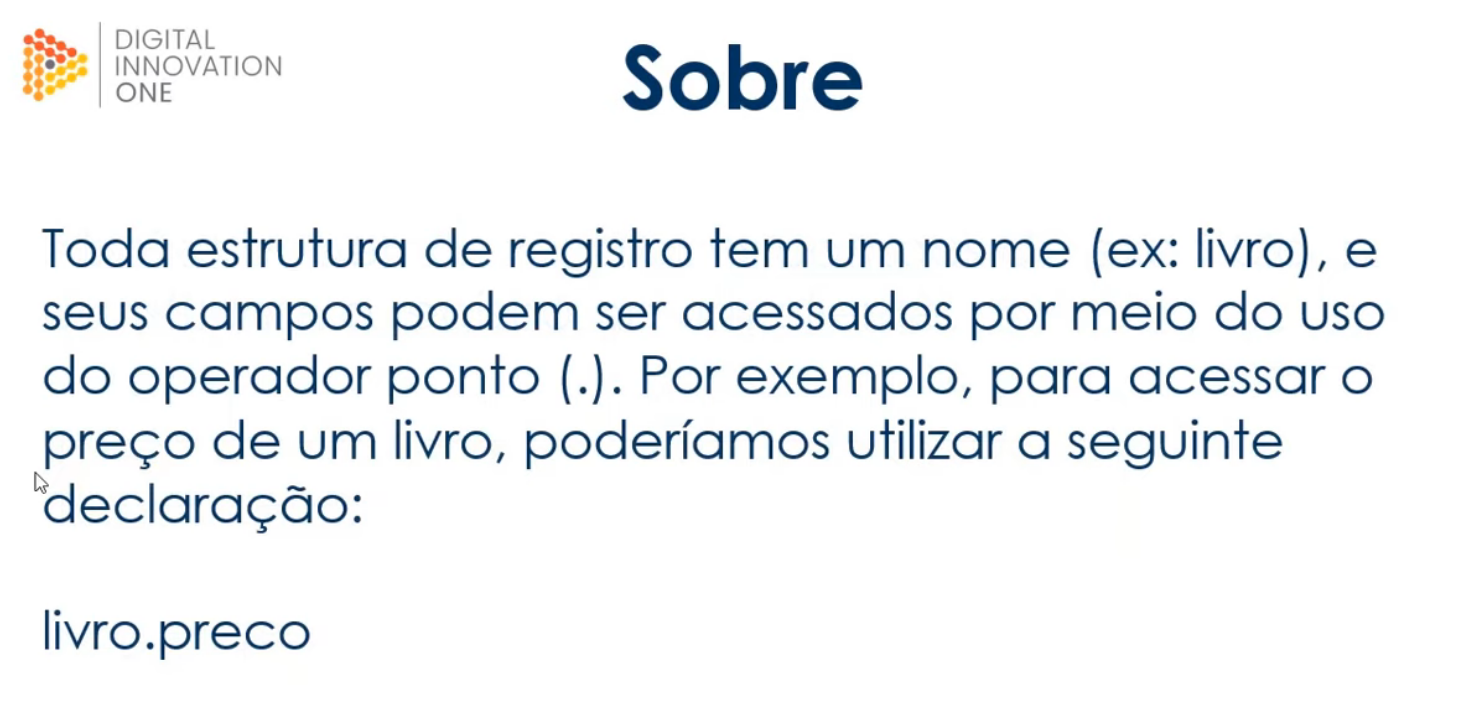 DIGITAL
INNOVATION
ONE
Sobre
Toda estrutura de registro tem um nome (ex: livro), e
seus campos podem ser acessados por meio do uso
do operador ponto (.). Por exemplo, para acessar o
preço de um livro, poderíamos utilizar a seguinte
declaração:
livro.preco